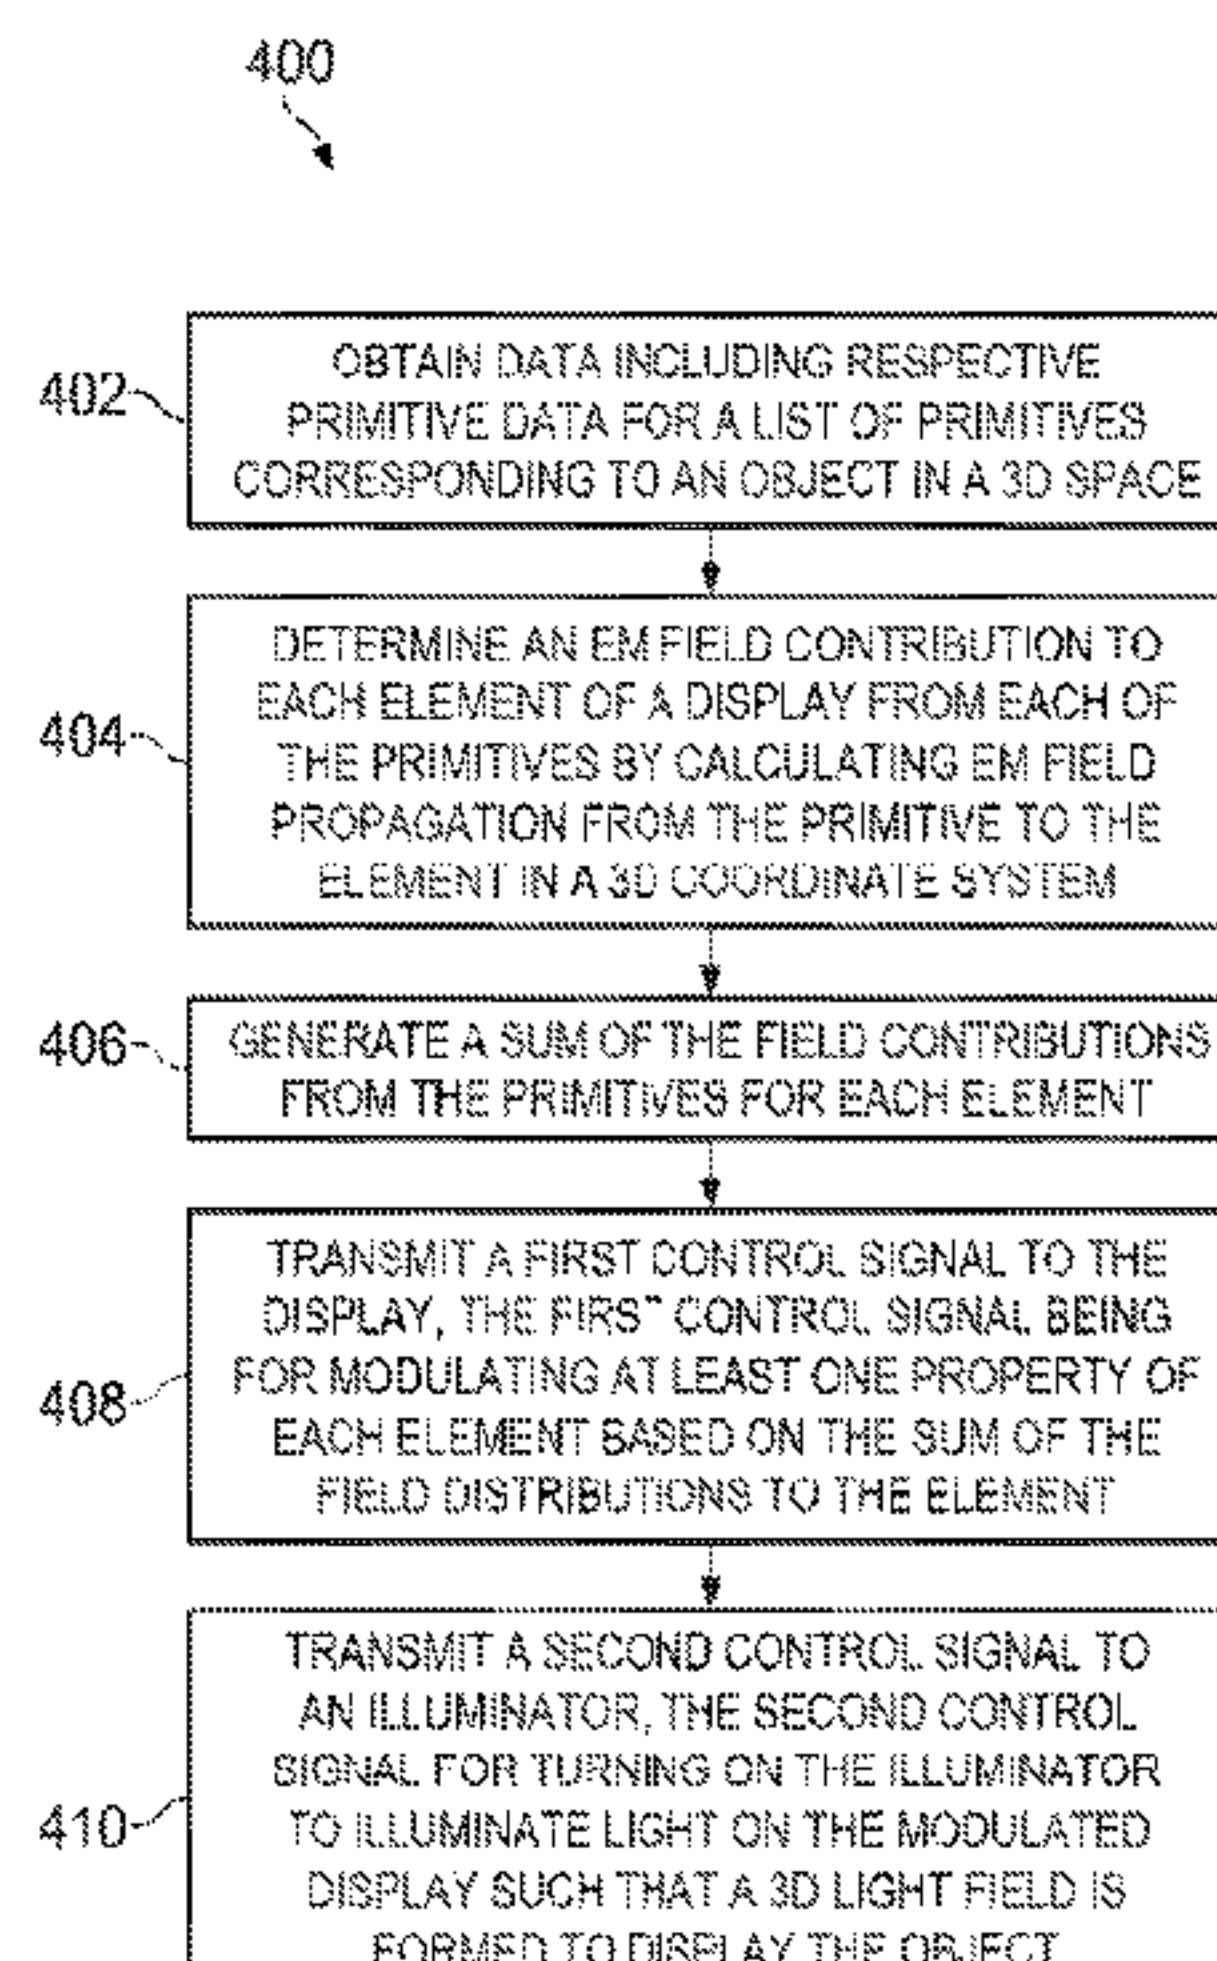 400
402
OBTAIN DATA INCLUDING RESPECTIVE
PRIMITIVE DATA FOR A LIST OF PRIMITIVES
CORRESPONDING TO AN OBJECT IN A 3D SPACE
404
DETERMINE AN EM FIELD CONTRIBUTION TO
EACH ELEMENT OF A DISPLAY FROM EACH OF
THE PRIMITIVES BY CALCULATING EM FIELD
PROPAGATION FROM THE PRIMITIVE TO THE
ELEMENT IN A 3D COORDINATE SYSTEM
406
GENERATE A SUM OF THE FIELD CONTRIBUTIONS
FROM THE PRIMITIVES FOR EACH ELEMENT
408
TRANSMIT A FIRST CONTROL SIGNAL TO THE
DISPLAY, THE FIRST CONTROL SIGNAL BEING
FOR MODULATING AT LEAST ONE PROPERTY OF
EACH ELEMENT BASED ON THE SUM OF THE
FIELD DISTRIBUTIONS TO THE ELEMENT
410
TRANSMIT A SECOND CONTROL SIGNAL TO
AN ILLUMINATOR, THE SECOND CONTROL
SIGNAL FOR TURNING ON THE ILLUMINATOR
TO ILLUMINATE LIGHT ON THE MODULATED
DISPLAY SUCH THAT A 3D LIGHT FIELD IS
FORMED TO DISPLAY THE OBJECT